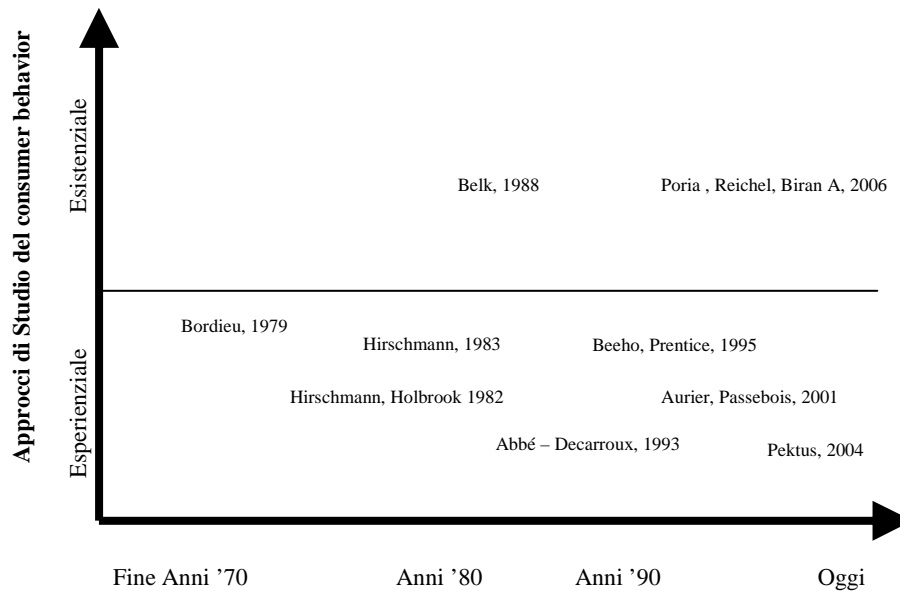 Approcci di Studio del consumer behavior
Esistenziale
Belk, 1988
Poria , Reichel, Biran A, 2006
Esperienziale
Bordieu, 1979
Hirschmann, 1983
Beeho, Prentice, 1995
Hirschmann, Holbrook 1982
Aurier, Passebois, 2001
Abbé – Decarroux, 1993
Pektus, 2004
Fine Anni ’70
Anni ’80
Anni ’90
Oggi